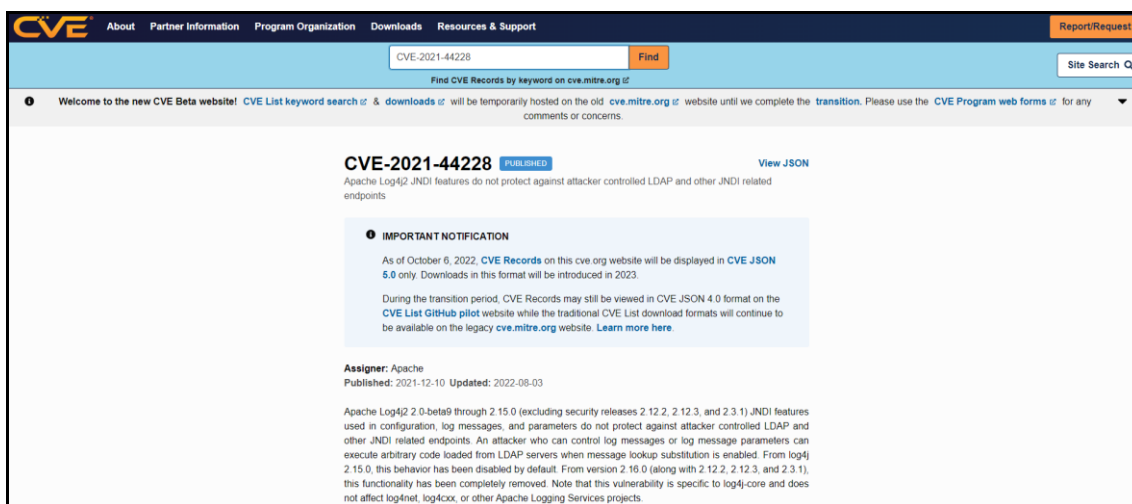 CVE About Partner Information Program Organization Downloads Resources & Support Report/Request
CVE-2021-44228 Find
Find CVE Records by keyword on cve.mitre.org
Site Search
Welcome to the new CVE Beta website! CVE List keyword search & downloads will be temporarily hosted on the old cve.mitre.org website until we complete the transition. Please use the CVE Program web forms for any
comments or concerns.
CVE-2021-44228 PUBLISHED View JSON
Apache Log4j2 JNDI features do not protect against attacker controlled LDAP and other JNDI related
endpoints
IMPORTANT NOTIFICATION
As of October 6, 2022, CVE Records on this cve.org website will be displayed in CVE JSON
5.0 only. Downloads in this format will be introduced in 2023.
During the transition period, CVE Records may still be viewed in CVE JSON 4.0 format on the
CVE List GitHub pilot website while the traditional CVE List download formats will continue to
be available on the legacy cve.mitre.org website. Learn more here.
Assigner: Apache
Published: 2021-12-10 Updated: 2022-08-03
Apache Log4j2 2.0-beta9 through 2.15.0 (excluding security releases 2.12.2, 2.12.3, and 2.3.1) JNDI features
used in configuration, log messages, and parameters do not protect against attacker controlled LDAP and
other JNDI related endpoints. An attacker who can control log messages or log message parameters can
execute arbitrary code loaded from LDAP servers when message lookup substitution is enabled. From log4j
2.15.0, this behavior has been disabled by default. From version 2.16.0 (along with 2.12.2, 2.12.3, and 2.3.1),
this functionality has been completely removed. Note that this vulnerability is specific to log4j-core and does
not affect log4net, log4cxx, or other Apache Logging Services projects.